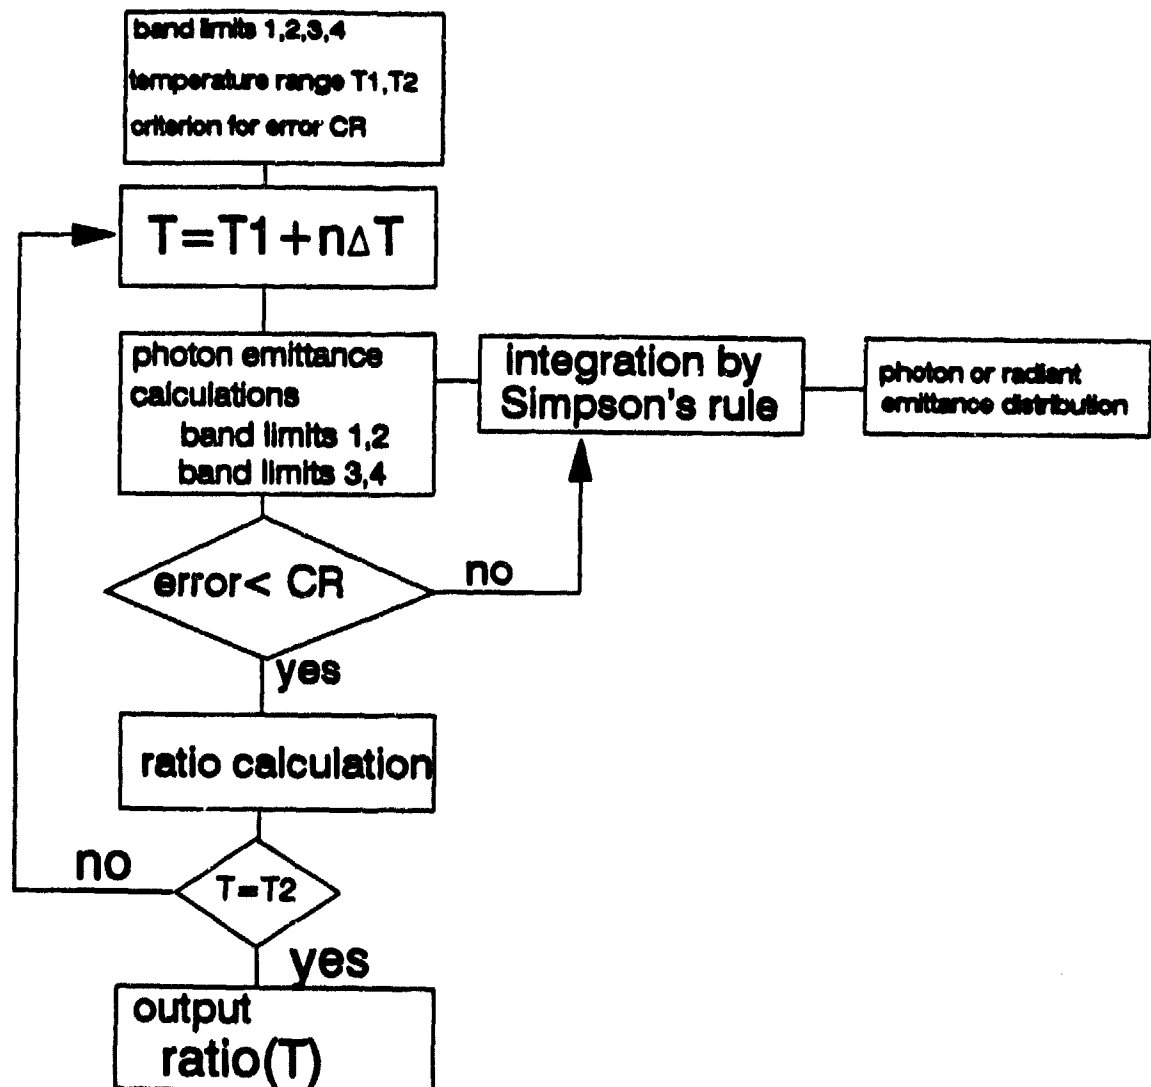 band limits 1,2,3,4
temperature range T1,T2
criterion for error CR
T=T1+n△T
photon emittance
calculations
band limits 1,2
band limits 3,4
integration by
Simpson's rule
photon or radiant
emittance distribution
error< CR
no
yes
ratio calculation
no
T=T2
yes
output
ratio(T)